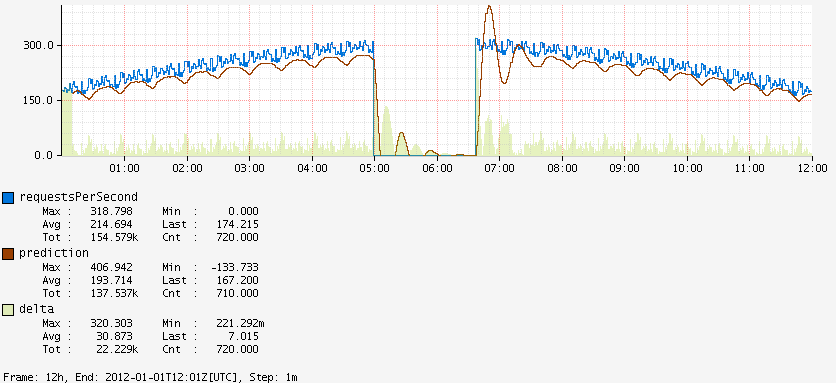 300.0
150.0
0.0
01:00 02:00 03:00 04:00 05:00 06:00 07:00 08:00 09:00 10:00 11:00 12:00
requestsPerSecond
Max : 318.798 Min : 0.000
Avg : 214.694 Last : 174.215
Tot : 154.579k Cnt : 720.000
prediction
Max : 406.942 Min : -133.733
Avg : 193.714 Last : 167.200
Tot : 137.537k Cnt : 710.000
delta
Max : 320.303 Min : 221.292m
Avg : 30.873 Last : 7.015
Tot : 22.229k Cnt : 720.000
Frame: 12h, End: 2012-01-01T12:01Z[UTC], Step: 1m